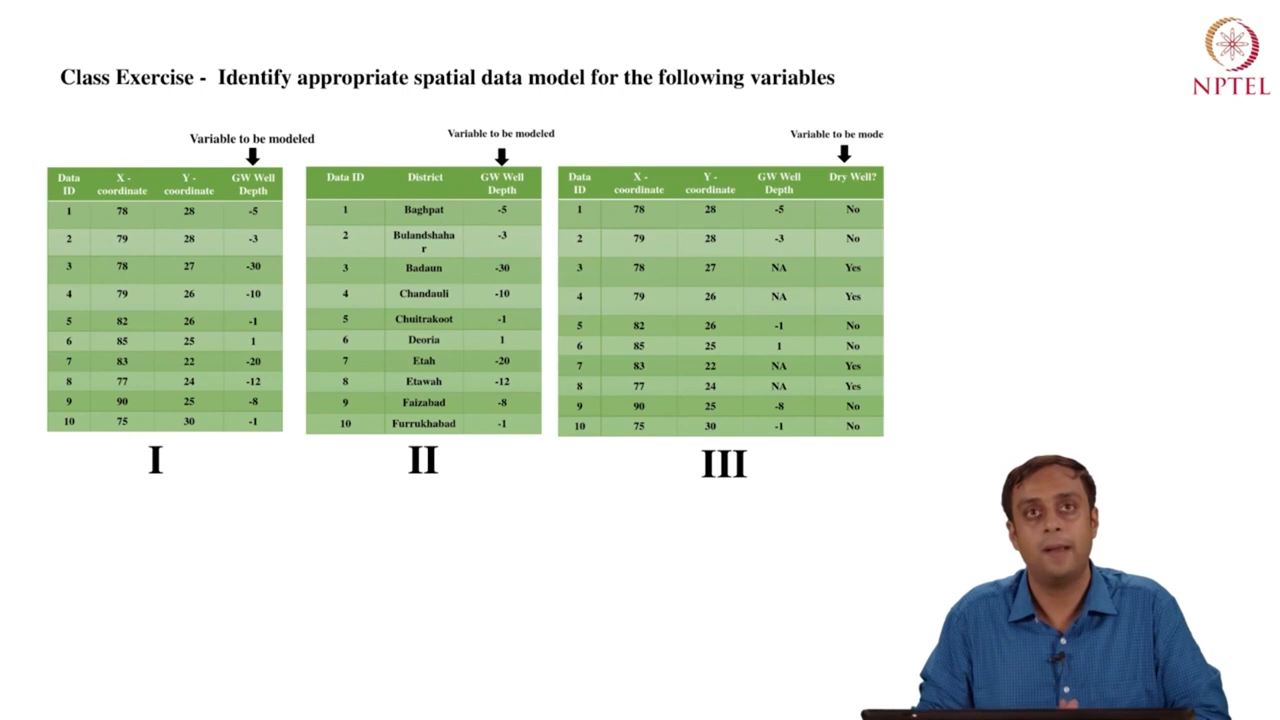 NPTEL
Class Exercise - Identify appropriate spatial data model for the following variables
Variable to be modeled
Data ID X - coordinate Y - coordinate GW Well Depth
1 78 28 -5
2 79 28 -3
3 78 27 -30
4 79 26 -10
5 82 26 -1
6 85 25 1
7 83 22 -20
8 77 24 -12
9 90 25 -8
10 75 30 -1
I
Variable to be modeled
Data ID District GW Well Depth
1 Baghpat -5
2 Bulandshaha
r -3
3 Badaun -30
4 Chandauli -10
5 Chuitrakoot -1
6 Deoria 1
7 Etah -20
8 Etawah -12
9 Faizabad -8
10 Furrukhabad -1
II
Variable to be mode
Data ID X - coordinate Y - coordinate GW Well Depth Dry Well?
1 78 28 -5 No
2 79 28 -3 No
3 78 27 NA Yes
4 79 26 NA Yes
5 82 26 -1 No
6 85 25 1 No
7 83 22 NA Yes
8 77 24 NA Yes
9 90 25 -8 No
10 75 30 -1 No
III